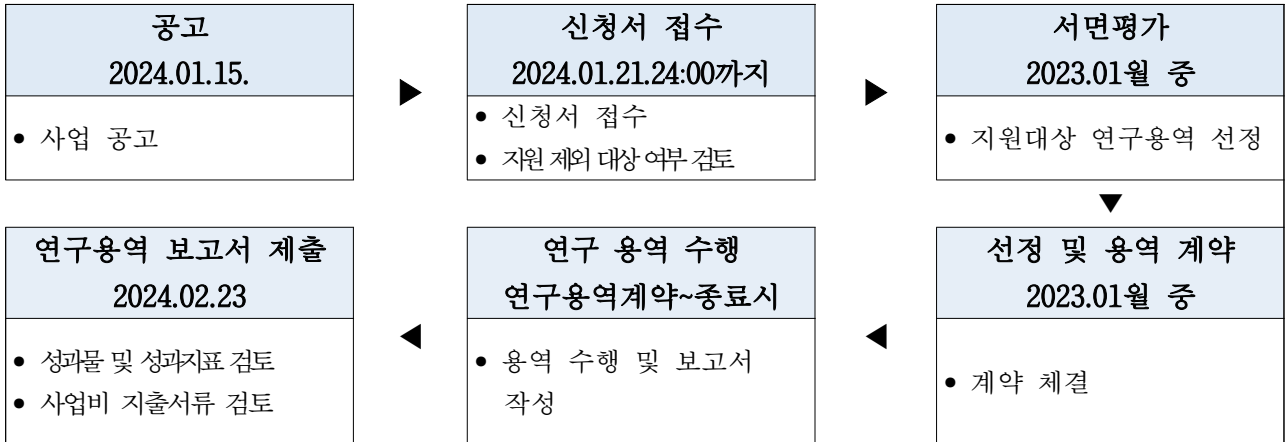 공고
2024.01.15.
• 사업 공고
▶
신청서 접수
2024.01.21.24:00까지
• 신청서 접수
• 지원 제외 대상 여부 검토
▶
서면평가
2023.01월 중
• 지원대상 연구용역 선정
▼
선정 및 용역 계약
2023.01월 중
• 계약 체결
◀
연구 용역 수행
연구용역계약~종료시
• 용역 수행 및 보고서
작성
◀
연구용역 보고서 제출
2024.02.23
• 성과물 및 성과지표 검토
• 사업비 지출서류 검토